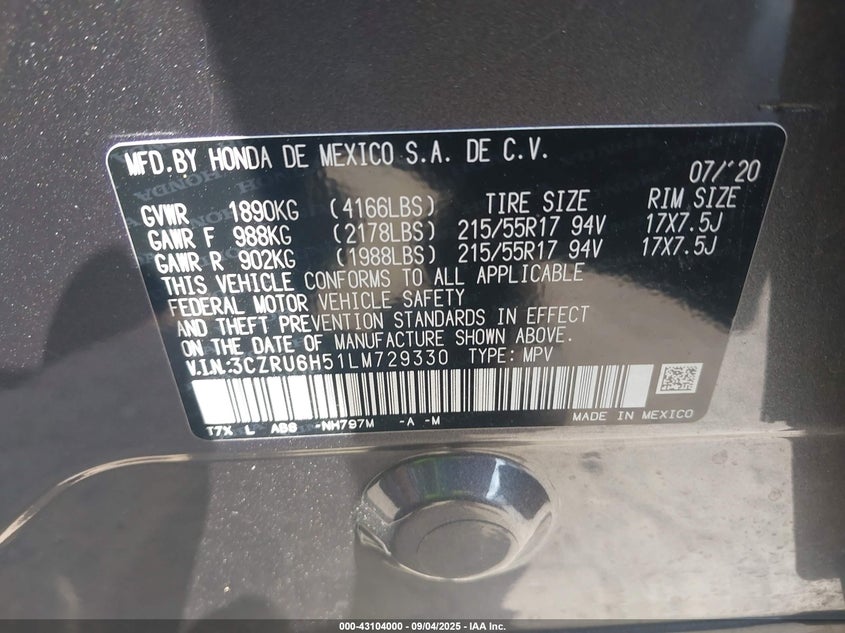 MFD.BY HONDA DE MEXICO S.A. DE C.V.
07/'20
GVWR 1890KG (4166LBS) TIRE SIZE RIM SIZE
GAWR F 988KG (2178LBS) 215/55R17 94V 17X7.5J
GAWR R 902KG (1988LBS) 215/55R17 94V 17X7.5J
THIS VEHICLE CONFORMS TO ALL APPLICABLE
FEDERAL MOTOR VEHICLE SAFETY
AND THEFT PREVENTION STANDARDS IN EFFECT
ON THE DATE OF MANUFACTURE SHOWN ABOVE.
V.I.N.:3CZRU6H51LM729330 TYPE: MPV
T7X L ABS -NH797M -A -M
MADE IN MEXICO
000-43104000 - 09/04/2025 - IAA Inc.